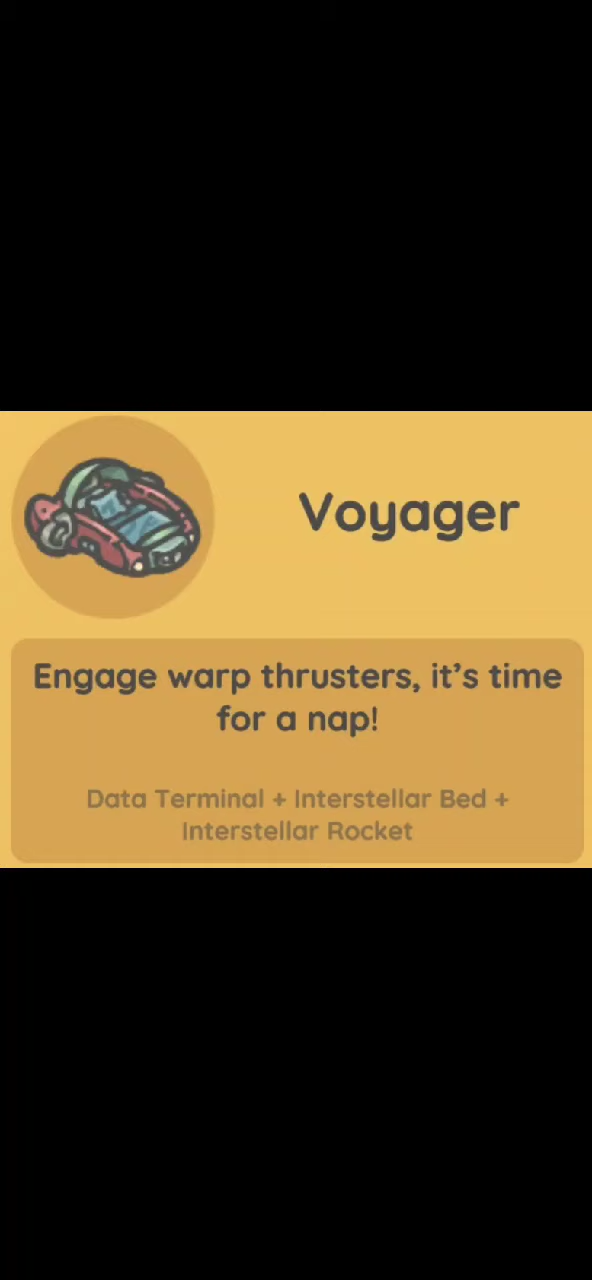 Voyager
Engage warp thrusters, it’s time
for a nap!
Data Terminal + Interstellar Bed +
Interstellar Rocket